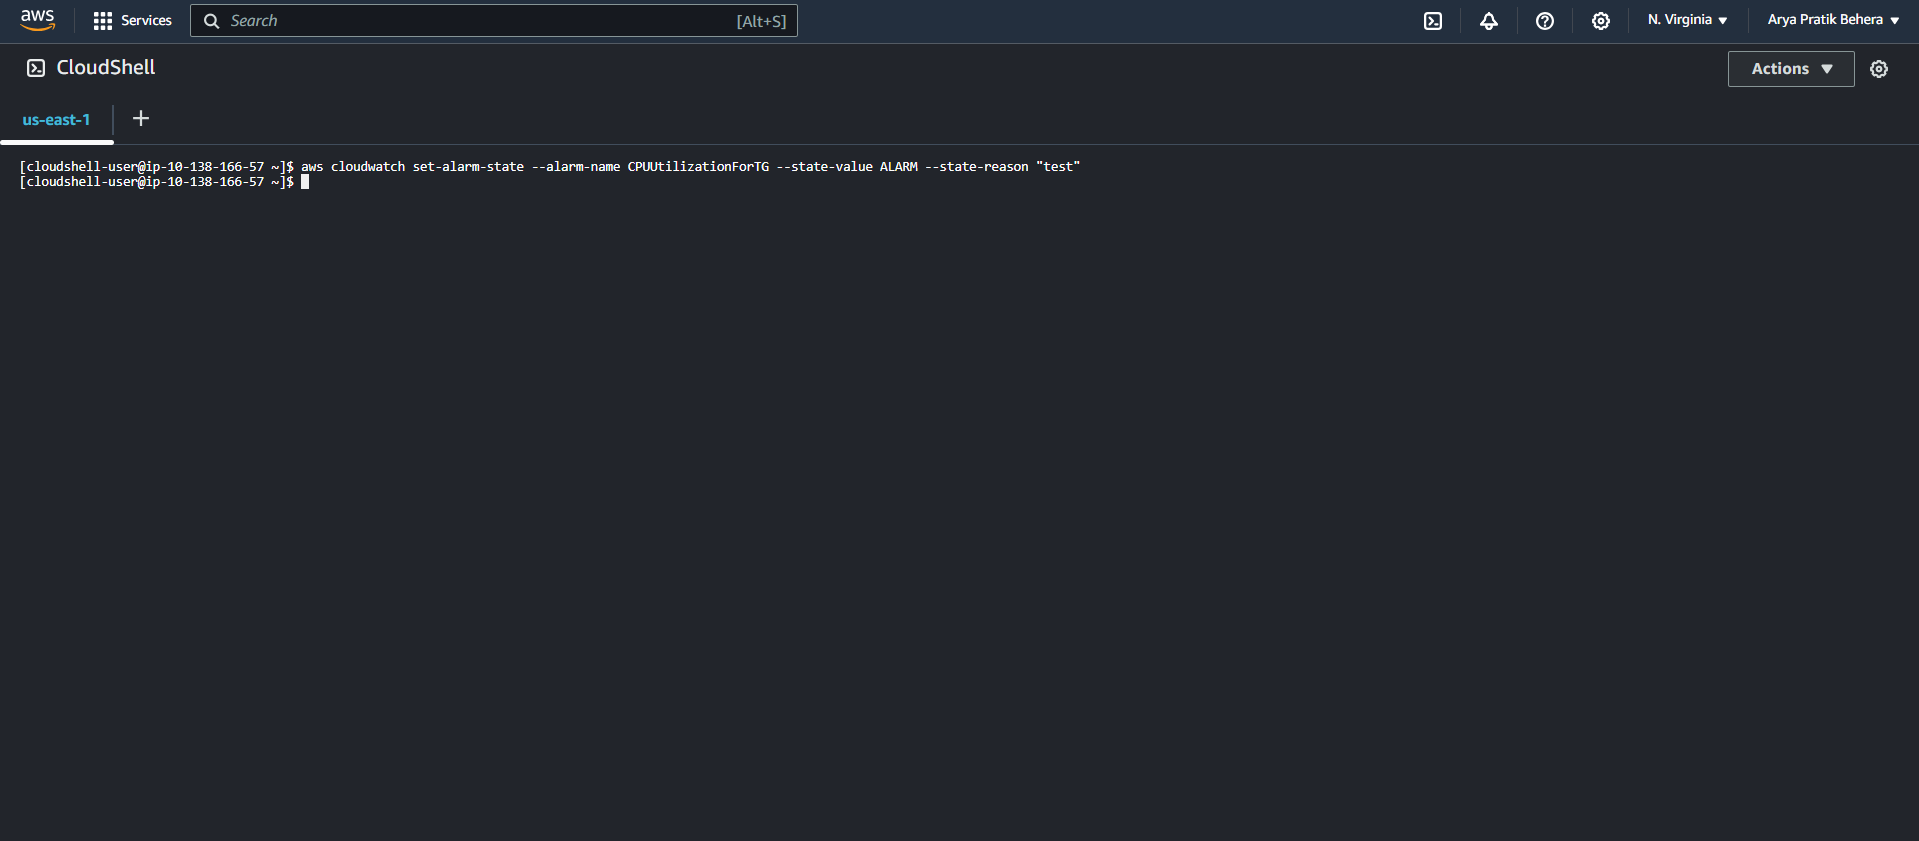 aws Services Search [Alt+S] N. Virginia Arya Pratik Behera
CloudShell Actions
us-east-1
[cloudshell-user@ip-10-138-166-57 ~]$ aws cloudwatch set-alarm-state --alarm-name CPUUtilizationForTG --state-value ALARM --state-reason "test"
[cloudshell-user@ip-10-138-166-57 ~]$